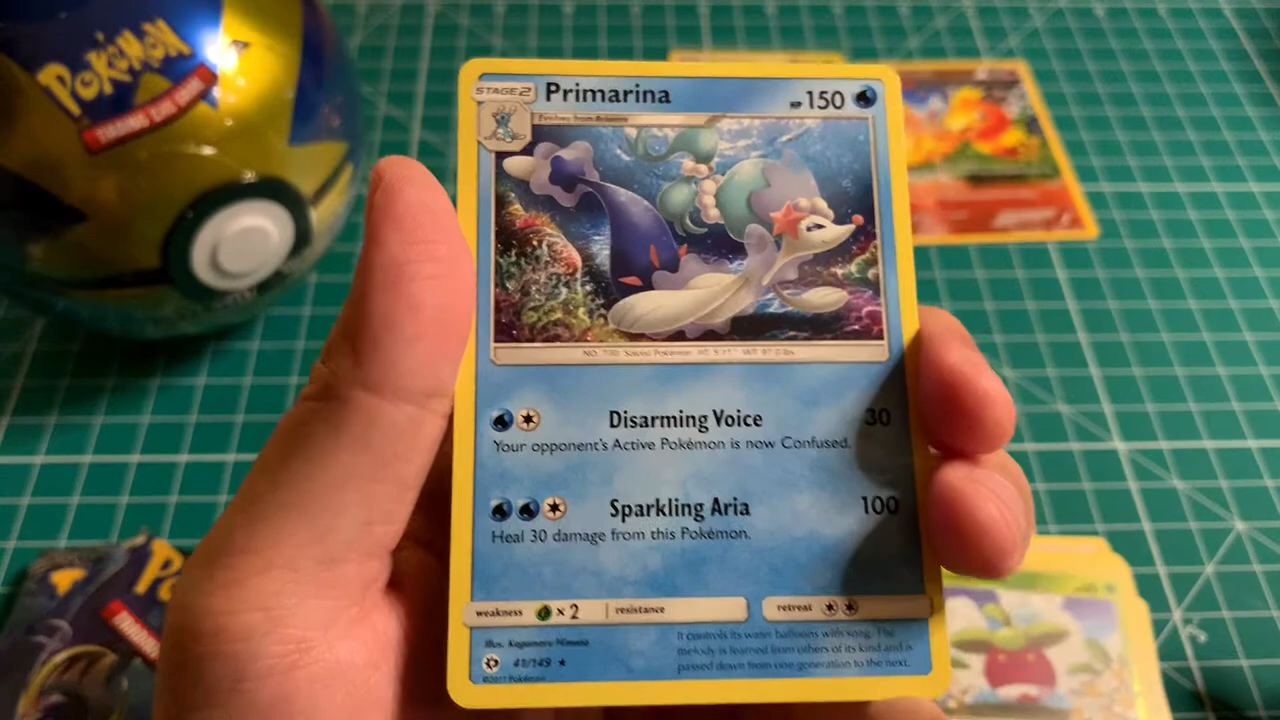 POKéMON
TRADING CARD GAME
STAGE2
Primarina
HP 150
Evolves from Brionne
NO. 730 Soloist Pokémon HT: 5'11" WT: 97.0 lbs.
Disarming Voice 30
Your opponent's Active Pokémon is now Confused.
Sparkling Aria 100
Heal 30 damage from this Pokémon.
weakness × 2 resistance retreat
Illus. Kagemaru Himeno
41/149 ★
©2017 Pokémon
It controls its water balloons with song. The
melody is learned from others of its kind and is
passed down from one generation to the next.